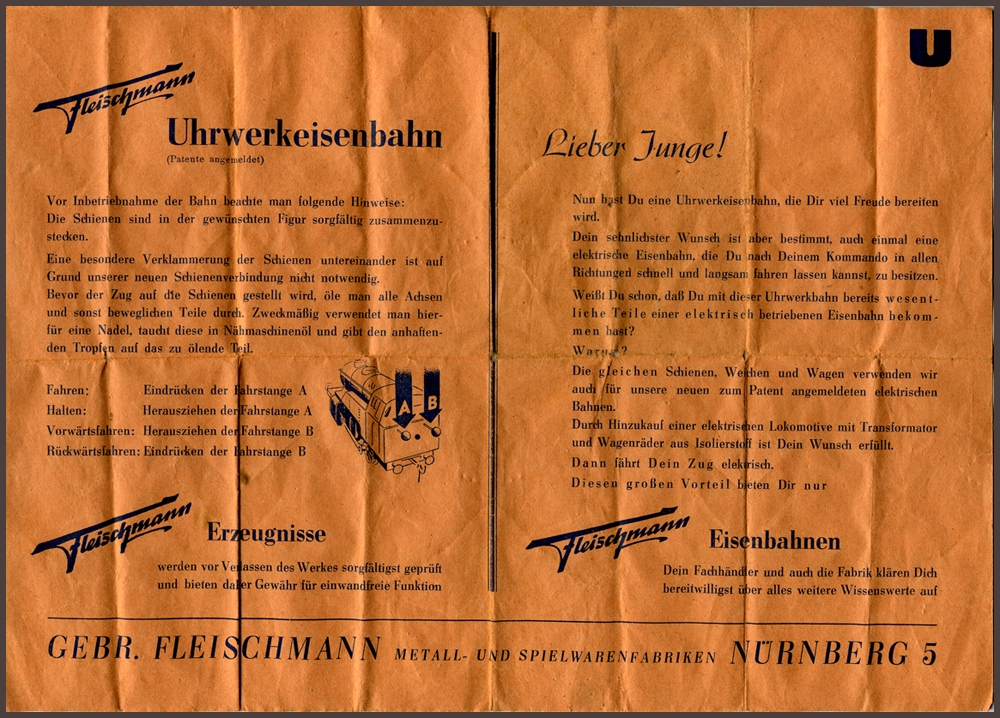 Fleischmann
Uhrwerkeisenbahn
(Patente angemeldet)
Vor Inbetriebnahme der Bahn beachte man folgende Hinweise:
Die Schienen sind in der gewünschten Figur sorgfältig zusammenzu-
stecken.
Eine besondere Verklammerung der Schienen untereinander ist auf
Grund unserer neuen Schienenverbindung nicht notwendig.
Bevor der Zug auf die Schienen gestellt wird, öle man alle Achsen
und sonst beweglichen Teile durch. Zweckmäßig verwendet man hier-
für eine Nadel, taucht diese in Nähmaschinenöl und gibt den anhaften-
den Tropfen auf das zu ölende Teil.
Fahren: Eindrücken der Fahrstange A
Halten: Herausziehen der Fahrstange A
Vorwärtsfahren: Herausziehen der Fahrstange B
Rückwärtsfahren: Eindrücken der Fahrstange B
A B
Fleischmann Erzeugnisse
werden vor Verlassen des Werkes sorgfältigst geprüft
und bieten daher Gewähr für einwandfreie Funktion
U
Lieber Junge!
Nun hast Du eine Uhrwerkeisenbahn, die Dir viel Freude bereiten
wird.
Dein sehnlichster Wunsch ist aber bestimmt, auch einmal eine
elektrische Eisenbahn, die Du nach Deinem Kommando in allen
Richtungen schnell und langsam fahren lassen kannst, zu besitzen.
Weißt Du schon, daß Du mit dieser Uhrwerkbahn bereits wesent-
liche Teile einer elektrisch betriebenen Eisenbahn bekom-
men hast?
Warum?
Die gleichen Schienen, Weichen und Wagen verwenden wir
auch für unsere neuen zum Patent angemeldeten elektrischen
Bahnen.
Durch Hinzukauf einer elektrischen Lokomotive mit Transformator
und Wagenräder aus Isolierstoff ist Dein Wunsch erfüllt.
Dann fährt Dein Zug elektrisch.
Diesen großen Vorteil bieten Dir nur
Fleischmann Eisenbahnen
Dein Fachhändler und auch die Fabrik klären Dich
bereitwilligst über alles weitere Wissenswerte auf
GEBR. FLEISCHMANN METALL- UND SPIELWARENFABRIKEN NÜRNBERG 5